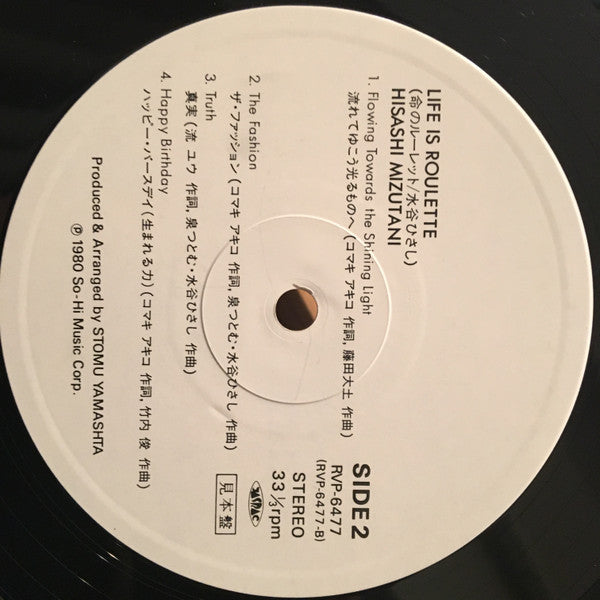 LIFE IS ROULETTE
(命のルーレット/水谷ひさし)
HISASHI MIZUTANI
1. Flowing Towards the Shining Light
流れてゆこう光るものへ (コマキ アキコ 作詞, 藤田大土 作曲)
2. The Fashion
ザ・ファッション (コマキ アキコ 作詞, 泉つとむ・水谷ひさし 作曲)
3. Truth
真実 (流 ユウ 作詞, 泉つとむ・水谷ひさし 作曲)
4. Happy Birthday
ハッピー・バースデイ (生まれる力) (コマキ アキコ 作詞, 竹内 俊 作曲)
Produced & Arranged by STOMU YAMASHTA
Ⓟ 1980 So-Hi Music Corp.
SIDE 2
RVP-6477
(RVP-6477-B)
STEREO
33 1/3 rpm
JASRAC
見本盤